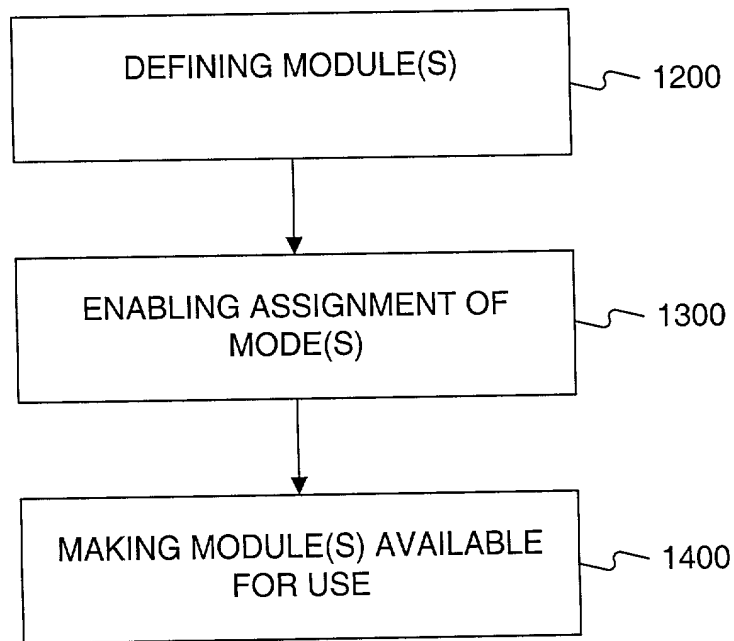 DEFINING MODULE(S)
1200
ENABLING ASSIGNMENT OF
MODE(S)
1300
MAKING MODULE(S) AVAILABLE
FOR USE
1400